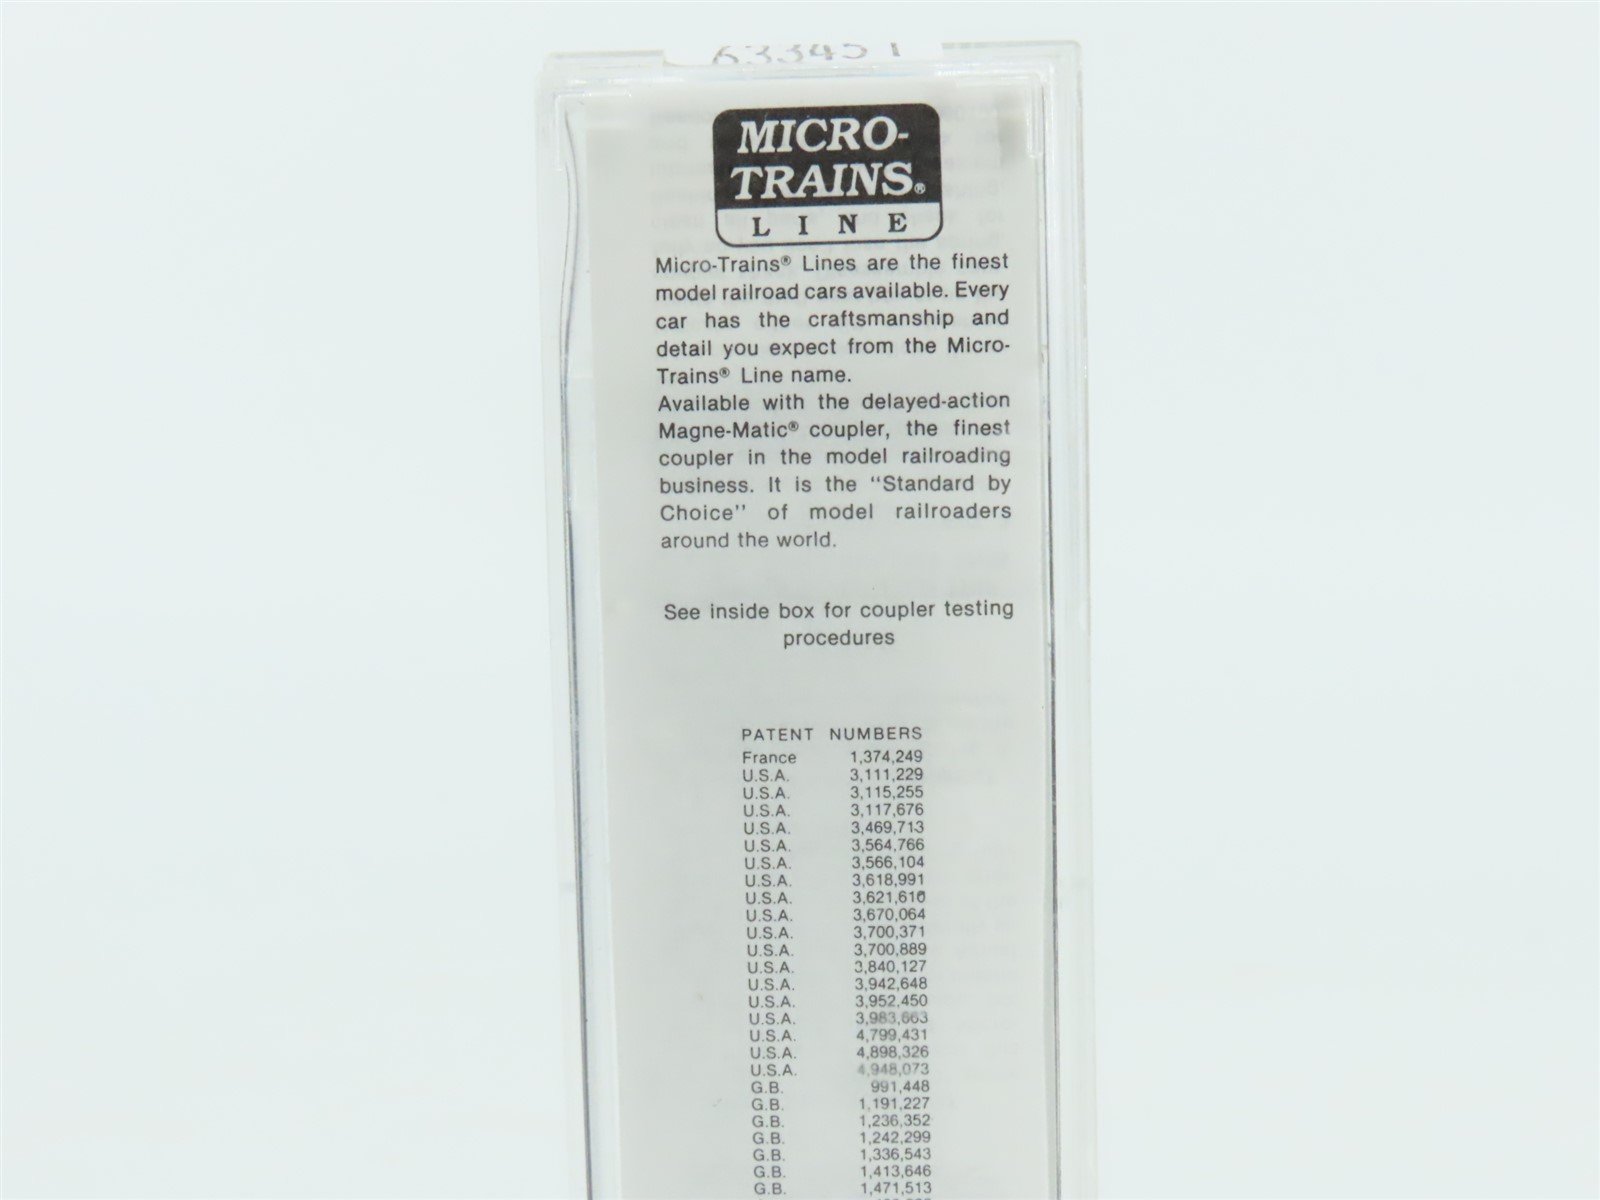 MICRO-
TRAINS®
LINE
Micro-Trains® Lines are the finest
model railroad cars available. Every
car has the craftsmanship and
detail you expect from the Micro-
Trains® Line name.
Available with the delayed-action
Magne-Matic® coupler, the finest
coupler in the model railroading
business. It is the "Standard by
Choice" of model railroaders
around the world.
See inside box for coupler testing
procedures
PATENT NUMBERS
France 1,374,249
U.S.A. 3,111,229
U.S.A. 3,115,255
U.S.A. 3,117,676
U.S.A. 3,469,713
U.S.A. 3,564,766
U.S.A. 3,566,104
U.S.A. 3,618,991
U.S.A. 3,621,610
U.S.A. 3,670,064
U.S.A. 3,700,371
U.S.A. 3,700,889
U.S.A. 3,840,127
U.S.A. 3,942,648
U.S.A. 3,952,450
U.S.A. 3,983,663
U.S.A. 4,799,431
U.S.A. 4,898,326
U.S.A. 4,948,073
G.B. 991,448
G.B. 1,191,227
G.B. 1,236,352
G.B. 1,242,299
G.B. 1,336,543
G.B. 1,413,646
G.B. 1,471,513